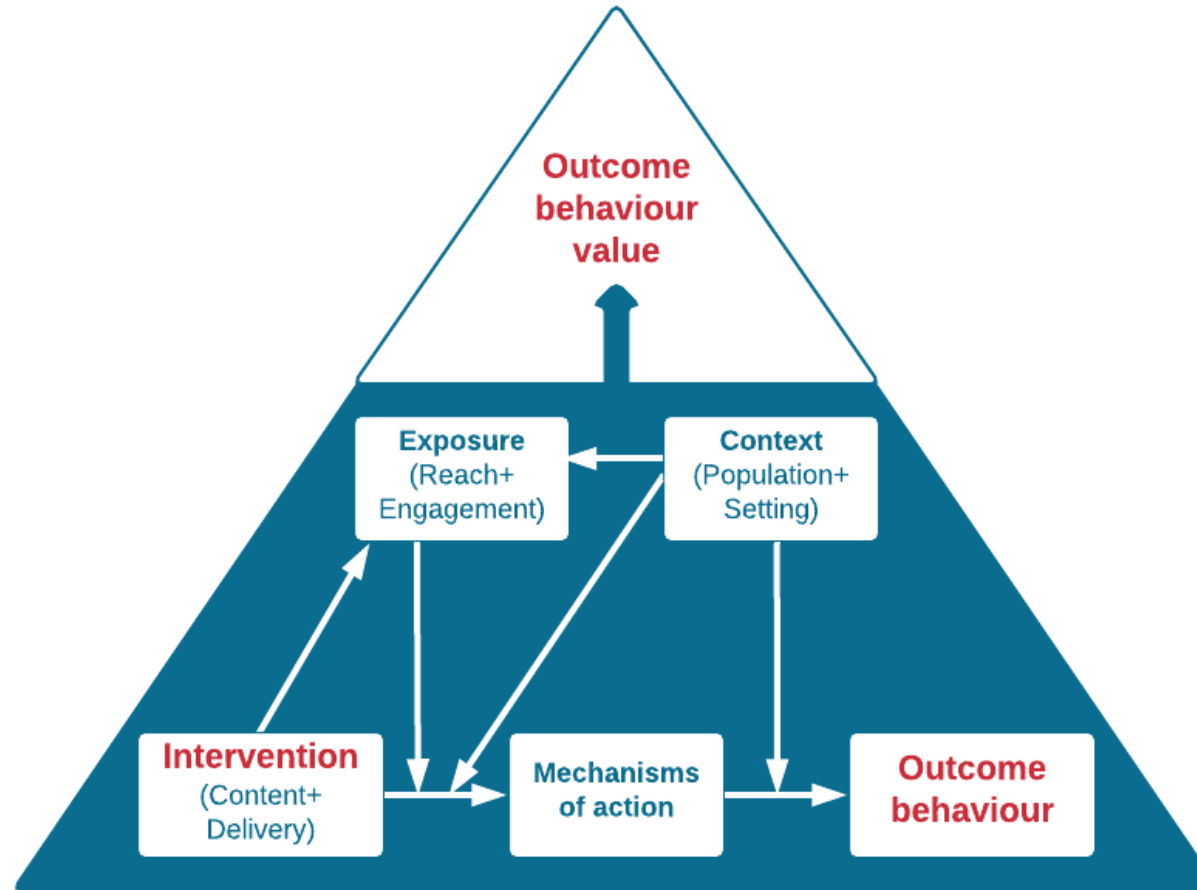 Outcome
behaviour
value
Exposure
(Reach+
Engagement)
Context
(Population+
Setting)
Intervention
(Content+
Delivery)
Mechanisms
of action
Outcome
behaviour